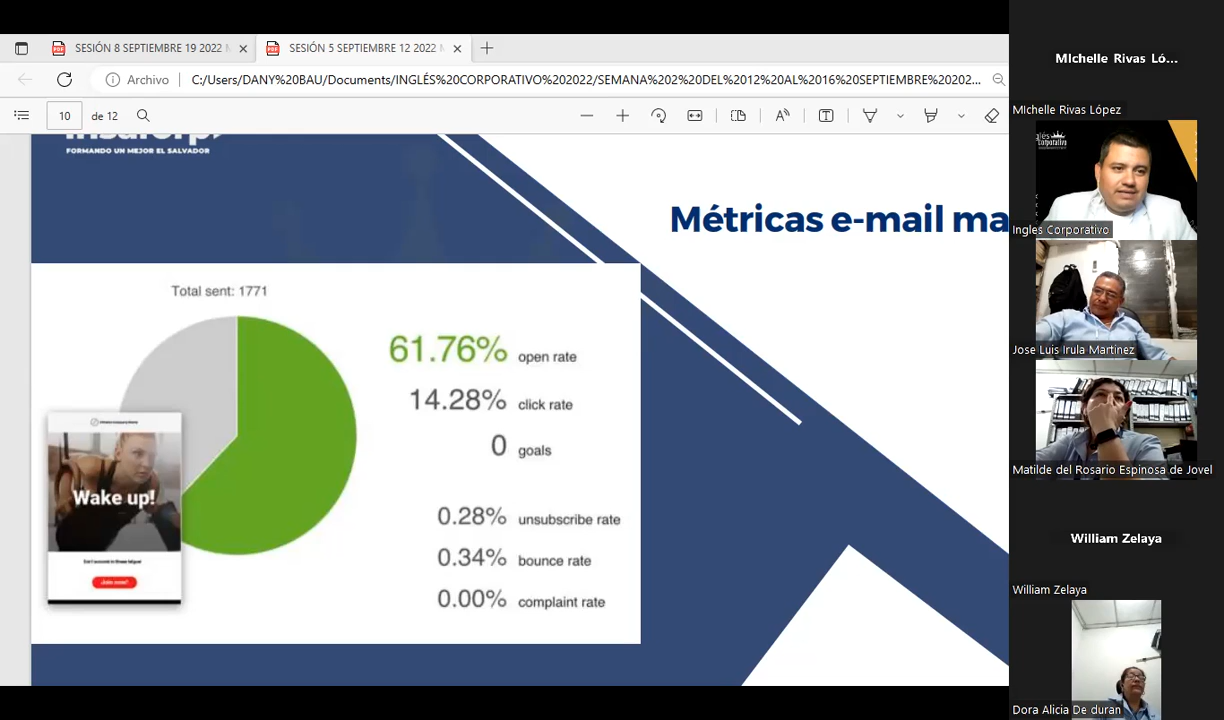 SESIÓN 8 SEPTIEMBRE 19 2022
SESIÓN 5 SEPTIEMBRE 12 2022
Archivo
C:/Users/DANY%20BAU/Documents/INGLÉS%20CORPORATIVO%202022/SEMANA%202%20DEL%2012%20AL%2016%20SEPTIEMBRE%20202...
10
de 12
FORMANDO UN MEJOR EL SALVADOR
Métricas e-mail ma
Total sent: 1771
61.76% open rate
14.28% click rate
0 goals
0.28% unsubscribe rate
0.34% bounce rate
0.00% complaint rate
Wake up!
MIchelle Rivas Ló...
MIchelle Rivas López
Ingles Corporativo
Jose Luis Irula Martínez
Matilde del Rosario Espinosa de Jovel
William Zelaya
William Zelaya
Dora Alicia De duran